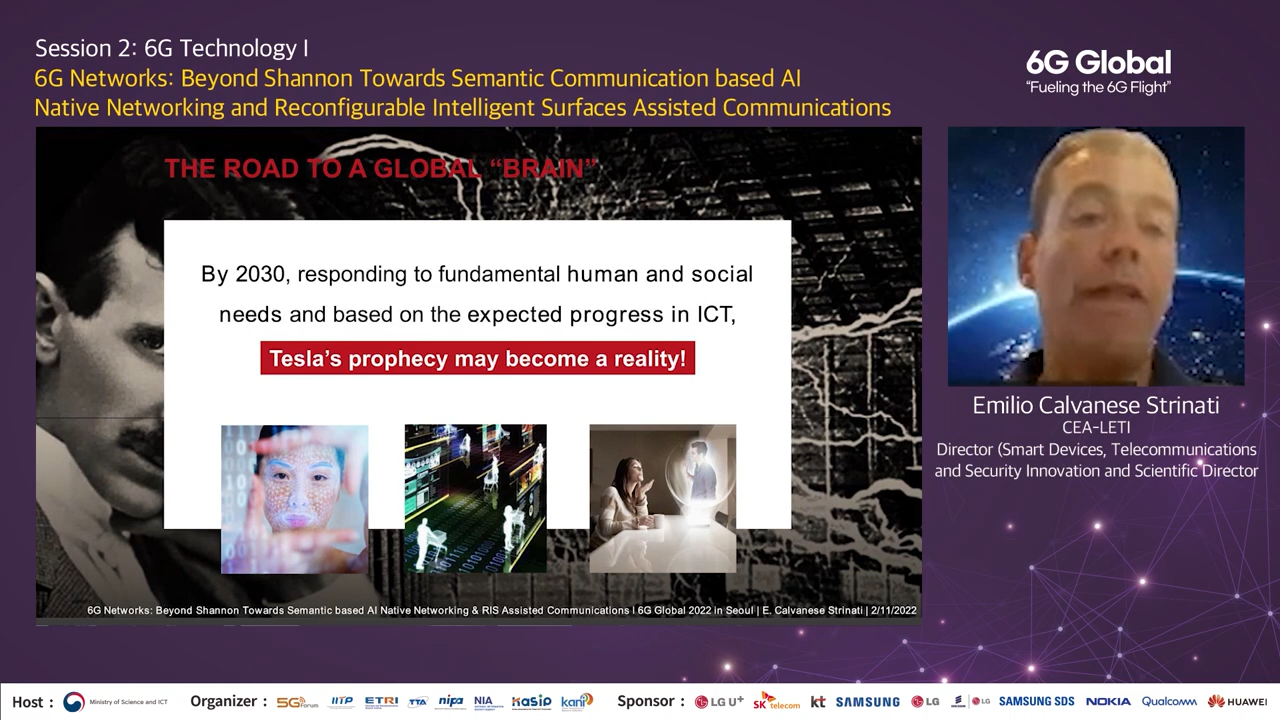 Session 2: 6G Technology I
6G Networks: Beyond Shannon Towards Semantic Communication based AI
Native Networking and Reconfigurable Intelligent Surfaces Assisted Communications
6G Global
“Fueling the 6G Flight”
THE ROAD TO A GLOBAL “BRAIN”
By 2030, responding to fundamental human and social
needs and based on the expected progress in ICT,
Tesla’s prophecy may become a reality!
6G Networks: Beyond Shannon Towards Semantic based AI Native Networking & RIS Assisted Communications I 6G Global 2022 in Seoul | E. Calvanese Strinati | 2/11/2022
Emilio Calvanese Strinati
CEA-LETI
Director (Smart Devices, Telecommunications
and Security Innovation and Scientific Director
Host : Ministry of Science and ICT Organizer : 5G Forum IITP ETRI TTA nipa NIA kasio kani Sponsor : LG U+ SK telecom kt SAMSUNG LG LG SAMSUNG SDS NOKIA Qualcomm HUAWEI